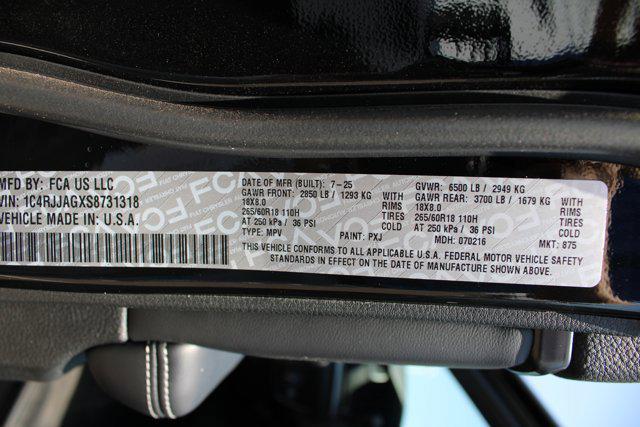 MFD BY: FCA US LLC DATE OF MFR (BUILT): 7-25 GVWR: 6500 LB / 2949 KG
VIN: 1C4RJJAGXS8731318 GAWR FRONT: 2850 LB / 1293 KG WITH GAWR REAR: 3700 LB / 1679 KG WITH
VEHICLE MADE IN U.S.A. 18X8.0 RIMS 18X8.0 RIMS
265/60R18 110H TIRES 265/60R18 110H TIRES
AT 250 kPa / 36 PSI COLD AT 250 kPa / 36 PSI COLD
TYPE: MPV PAINT: PXJ MDH: 070216 MKT: 875
THIS VEHICLE CONFORMS TO ALL APPLICABLE U.S.A. FEDERAL MOTOR VEHICLE SAFETY
STANDARDS IN EFFECT ON THE DATE OF MANUFACTURE SHOWN ABOVE.